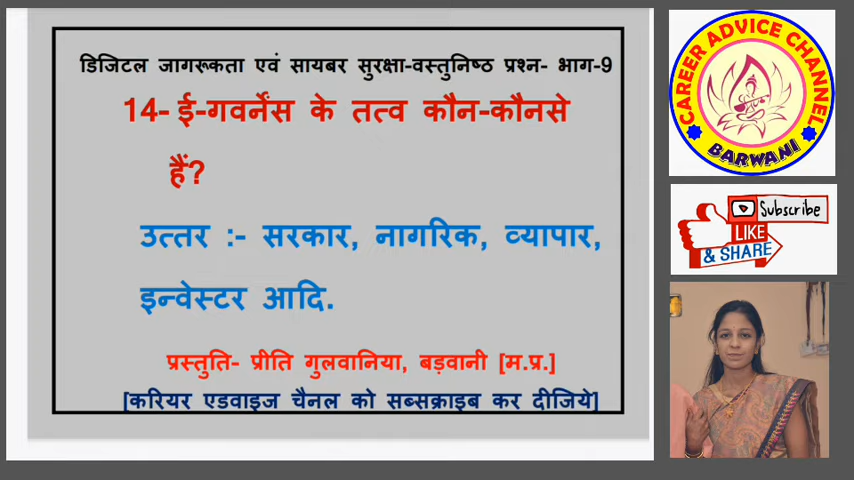 डिजिटल जागरूकता एवं सायबर सुरक्षा-वस्तुनिष्ठ प्रश्न- भाग-9
14- ई-गवर्नेंस के तत्व कौन-कौनसे
हैं?
उत्तर :- सरकार, नागरिक, व्यापार,
इन्वेस्टर आदि.
प्रस्तुति- प्रीति गुलवानिया, बड़वानी [म.प्र.]
[करियर एडवाइज चैनल को सब्सक्राइब कर दीजिये]
CAREER ADVICE CHANNEL
BARWANI
Subscribe
LIKE
& SHARE